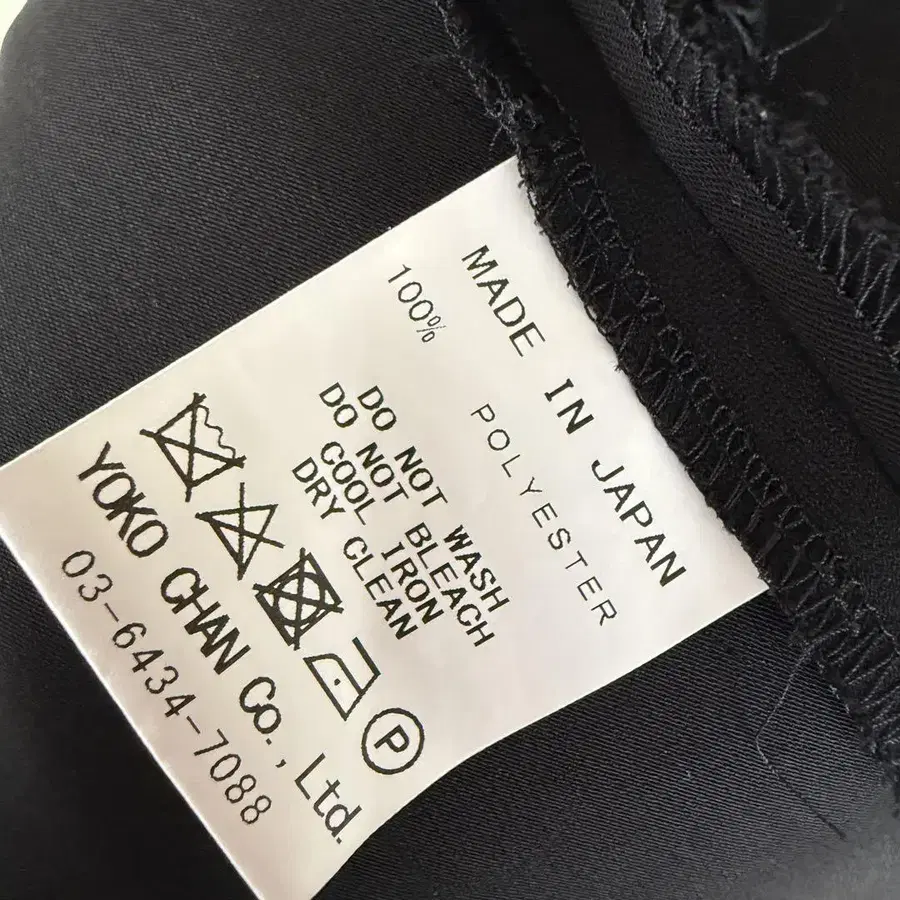 MADE IN JAPAN
100% POLYESTER
DO NOT WASH
DO NOT BLEACH
COOL IRON
DRY CLEAN
P
YOKO CHAN Co., Ltd.
03-6434-7088